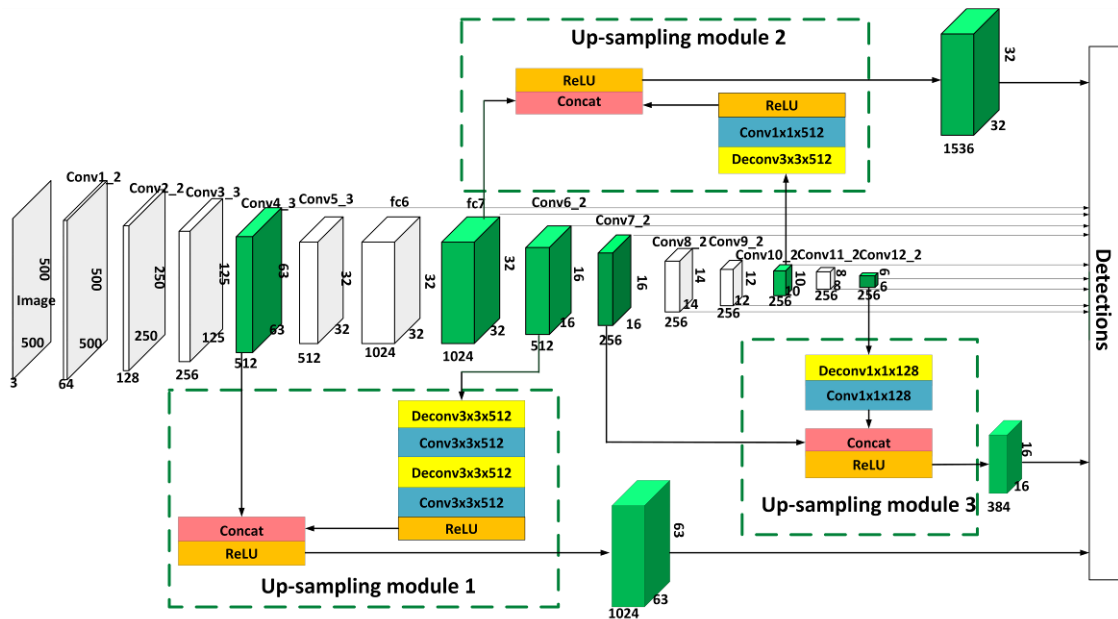 Up-sampling module 2
ReLU
Concat
ReLU
Conv1x1x512
Deconv3x3x512
32
32
1536
Detections
Image
500
500
3
Conv1_2
500
500
64
Conv2_2
250
250
128
Conv3_3
125
125
256
Conv4_3
63
63
512
Conv5_3
32
32
512
fc6
32
32
1024
fc7
32
32
1024
Conv6_2
16
16
512
Conv7_2
16
16
256
Conv8_2
14
14
256
Conv9_2
12
12
256
Conv10_2
10
10
256
Conv11_2
8
8
256
Conv12_2
6
6
256
Deconv3x3x512
Conv3x3x512
Deconv3x3x512
Conv3x3x512
ReLU
Concat
ReLU
Up-sampling module 1
63
63
1024
Deconv1x1x128
Conv1x1x128
Concat
ReLU
Up-sampling module 3
16
16
384